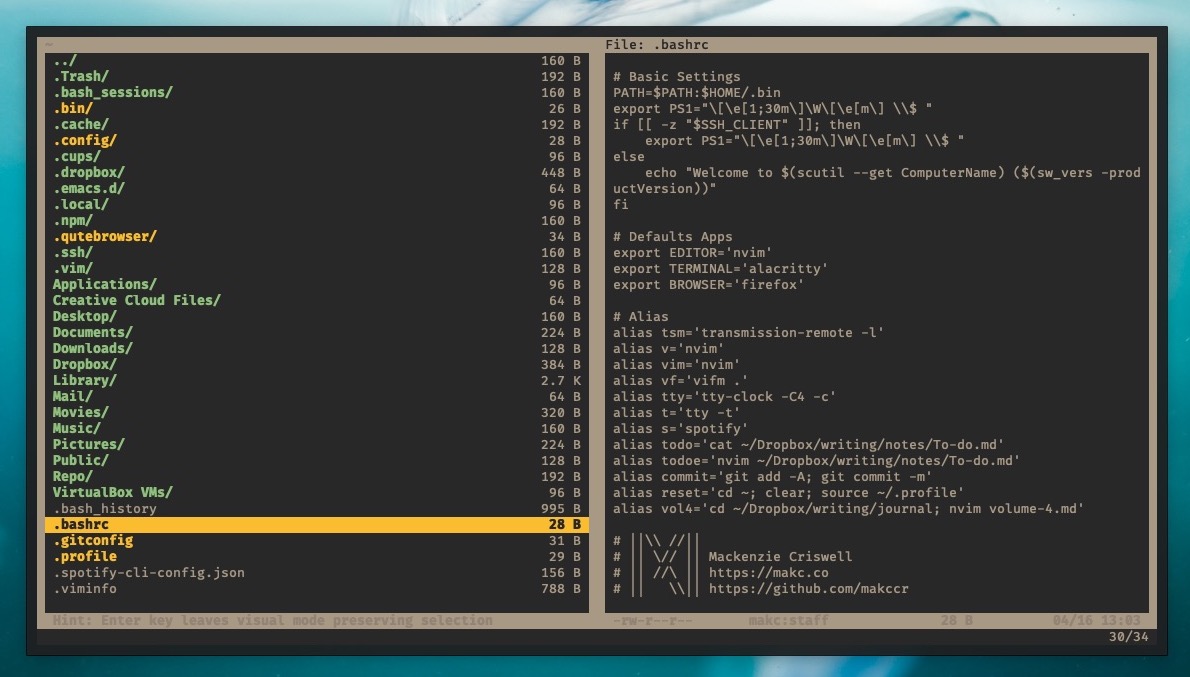 ~
../ 160 B
.Trash/ 192 B
.bash_sessions/ 160 B
.bin/ 26 B
.cache/ 192 B
.config/ 28 B
.cups/ 96 B
.dropbox/ 448 B
.emacs.d/ 64 B
.local/ 96 B
.npm/ 160 B
.qutebrowser/ 34 B
.ssh/ 160 B
.vim/ 128 B
Applications/ 96 B
Creative Cloud Files/ 64 B
Desktop/ 160 B
Documents/ 224 B
Downloads/ 128 B
Dropbox/ 384 B
Library/ 2.7 K
Mail/ 64 B
Movies/ 320 B
Music/ 160 B
Pictures/ 224 B
Public/ 128 B
Repo/ 192 B
VirtualBox VMs/ 96 B
.bash_history 995 B
.bashrc 28 B
.gitconfig 31 B
.profile 29 B
.spotify-cli-config.json 156 B
.viminfo 788 B
Hint: Enter key leaves visual mode preserving selection
File: .bashrc
# Basic Settings
PATH=$PATH:$HOME/.bin
export PS1="\[\e[1;30m\]\W\[\e[m\] \\$ "
if [[ -z "$SSH_CLIENT" ]]; then
    export PS1="\[\e[1;30m\]\W\[\e[m\] \\$ "
else
    echo "Welcome to $(scutil --get ComputerName) ($(sw_vers -prod
uctVersion))"
fi
# Defaults Apps
export EDITOR='nvim'
export TERMINAL='alacritty'
export BROWSER='firefox'
# Alias
alias tsm='transmission-remote -l'
alias v='nvim'
alias vim='nvim'
alias vf='vifm .'
alias tty='tty-clock -C4 -c'
alias t='tty -t'
alias s='spotify'
alias todo='cat ~/Dropbox/writing/notes/To-do.md'
alias todoe='nvim ~/Dropbox/writing/notes/To-do.md'
alias commit='git add -A; git commit -m'
alias reset='cd ~; clear; source ~/.profile'
alias vol4='cd ~/Dropbox/writing/journal; nvim volume-4.md'
# ||\\ //||
# || \// || Mackenzie Criswell
# || //\ || https://makc.co
# ||   \\|| https://github.com/makccr
-rw-r--r-- makc:staff 28 B 04/16 13:03
30/34